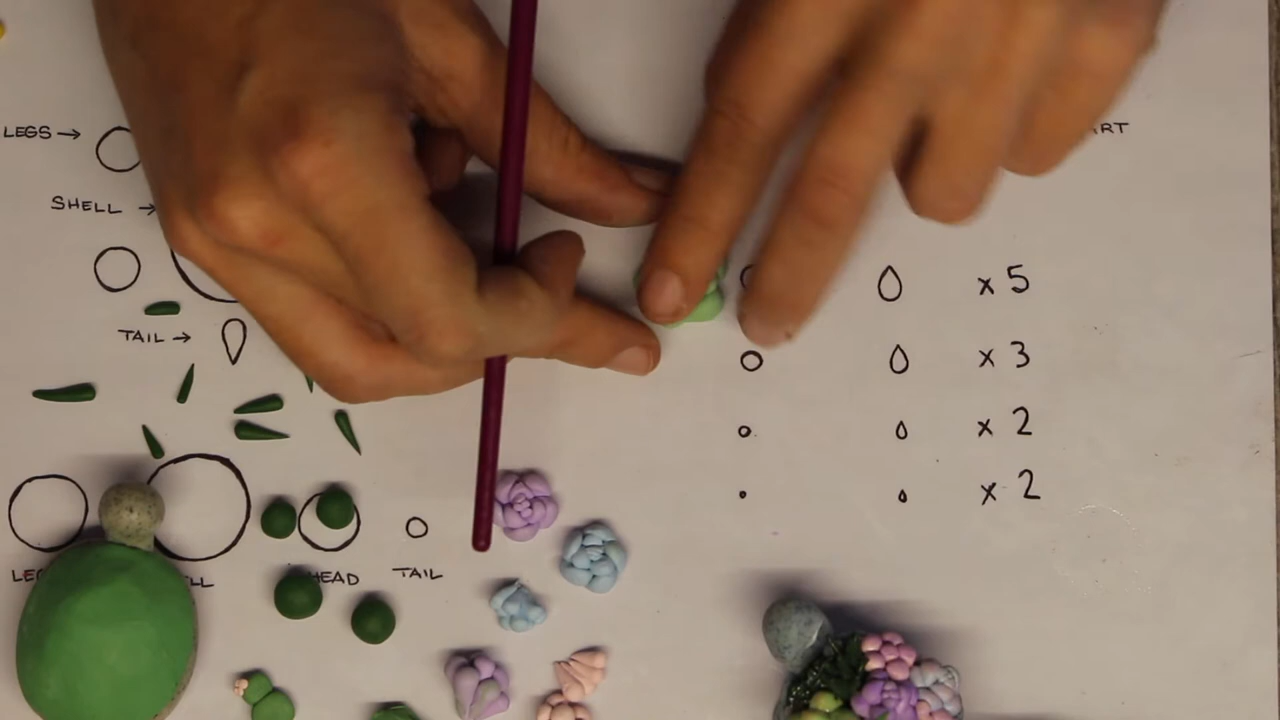 LEGS →
SHELL →
TAIL →
x 5
x 3
x 2
x 2
HEAD
TAIL